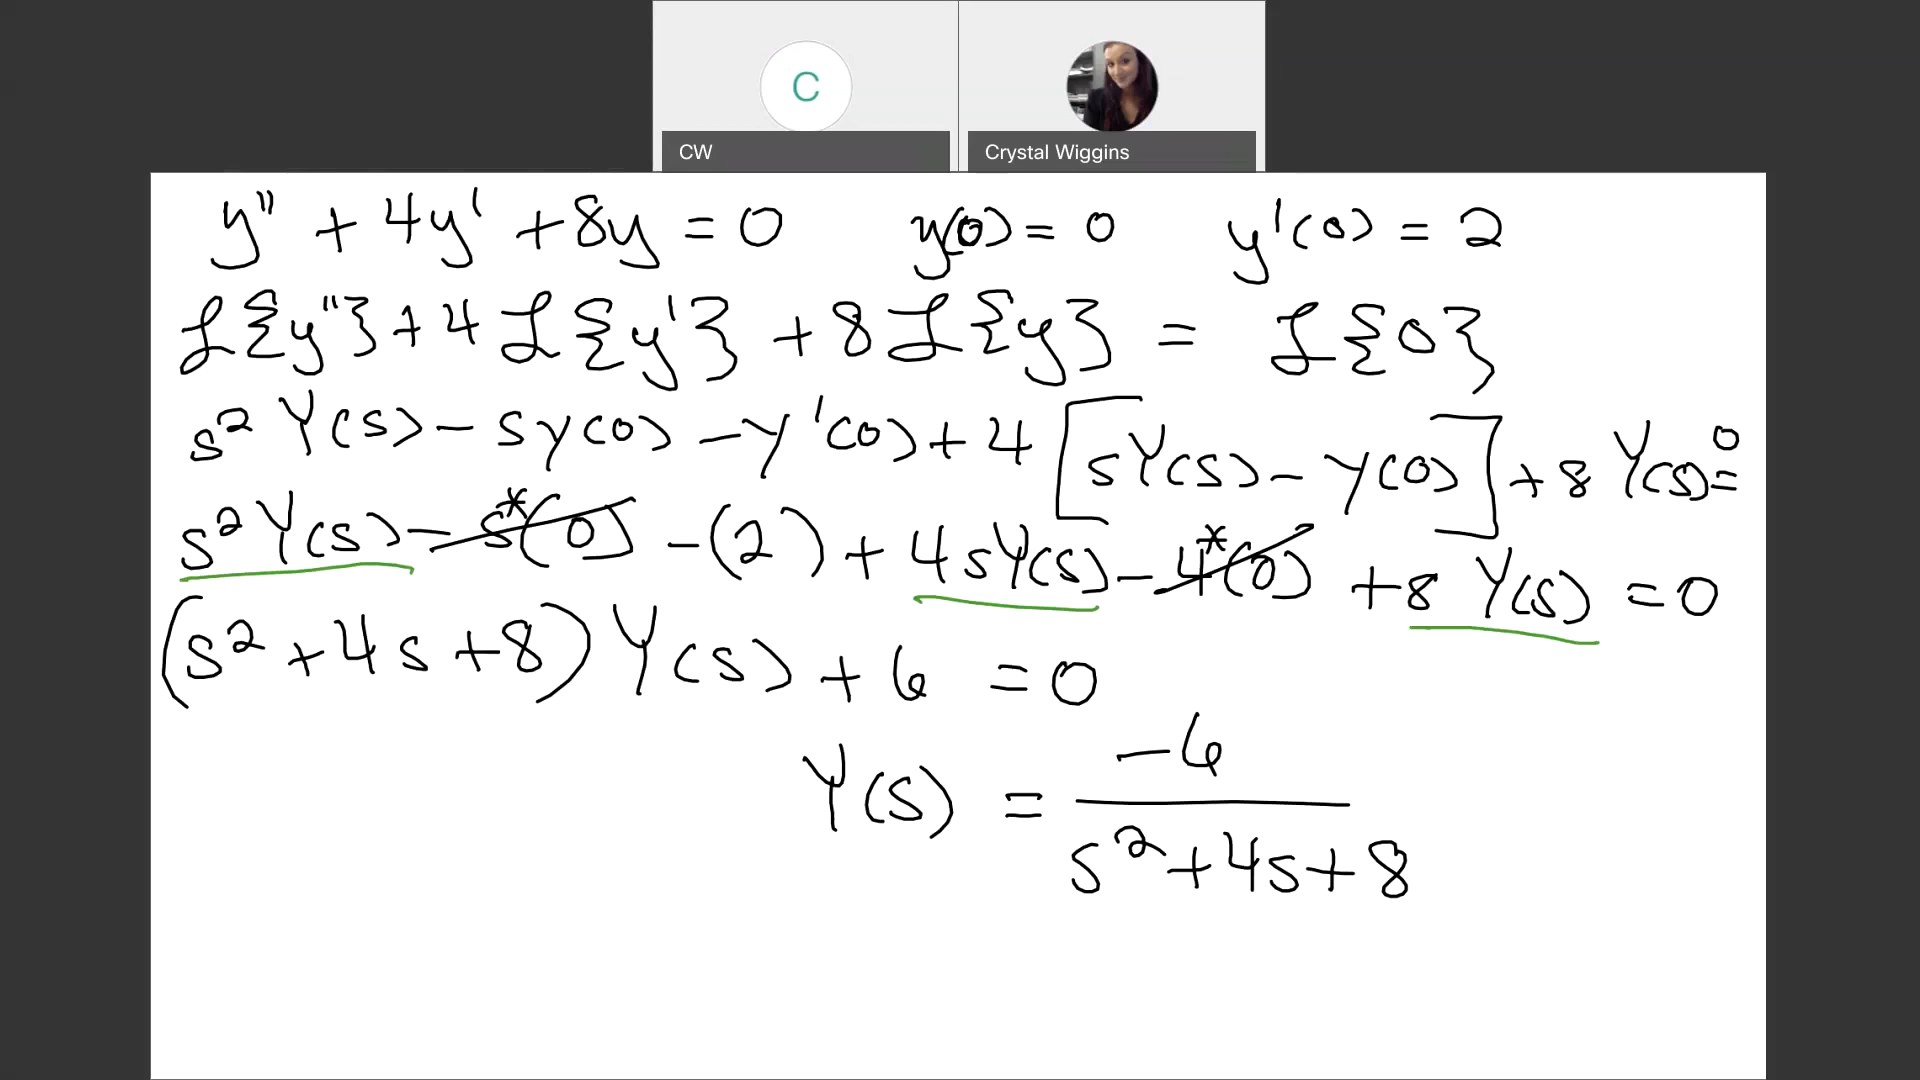 C
CW
Crystal Wiggins
y'' + 4y' + 8y = 0 y(0) = 0 y'(0) = 2
ℒ{y''} + 4ℒ{y'} + 8ℒ{y} = ℒ{0}
s² Y(s) - sy(0) - y'(0) + 4[sY(s) - y(0)] + 8 Y(s) = 0
s² Y(s) - s*(0) - (2) + 4sY(s) - 4*(0) + 8 Y(s) = 0
(s² + 4s + 8) Y(s) + 6 = 0
Y(s) = -6 / s² + 4s + 8